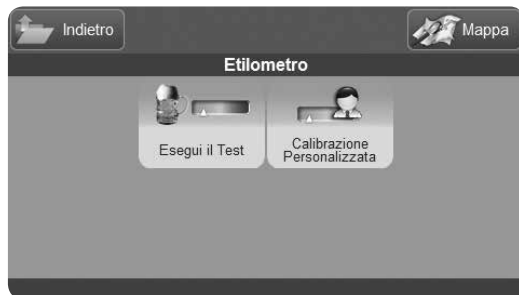 Indietro
Mappa
Etilometro
Esegui il Test
Calibrazione
Personalizzata